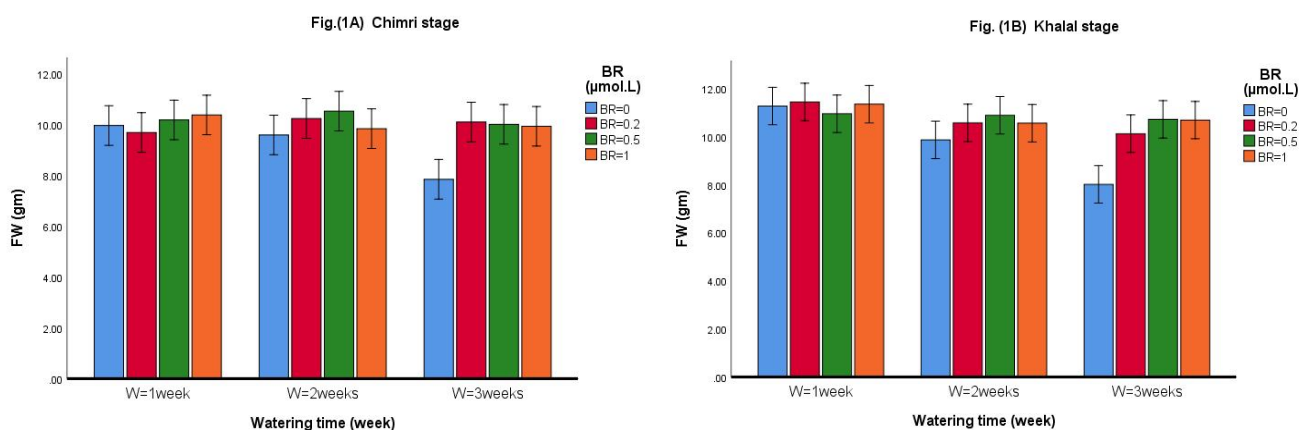 Fig.(1A) Chimri stage
BR
(µmol.L)
BR=0
BR=0.2
BR=0.5
BR=1
12.00
10.00
8.00
6.00
4.00
2.00
.00
FW (gm)
W=1week
W=2weeks
W=3weeks
Watering time (week)
Fig. (1B) Khalal stage
BR
(µmol.L)
BR=0
BR=0.2
BR=0.5
BR=1
12.00
10.00
8.00
6.00
4.00
2.00
.00
FW (gm)
W=1week
W=2weeks
W=3weeks
Watering time (week)